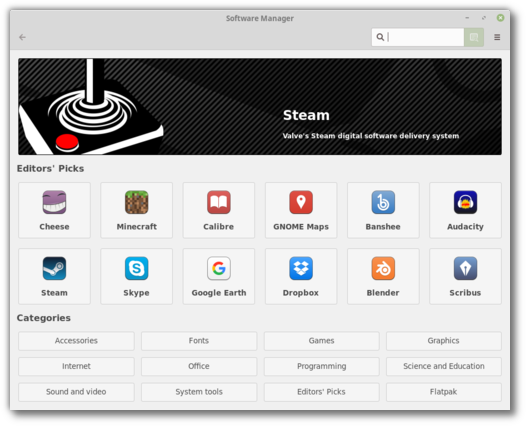 Software Manager
Steam
Valve's Steam digital software delivery system
Editors' Picks
Cheese Minecraft Calibre GNOME Maps Banshee Audacity
Steam Skype Google Earth Dropbox Blender Scribus
Categories
Accessories Fonts Games Graphics
Internet Office Programming Science and Education
Sound and video System tools Editors' Picks Flatpak